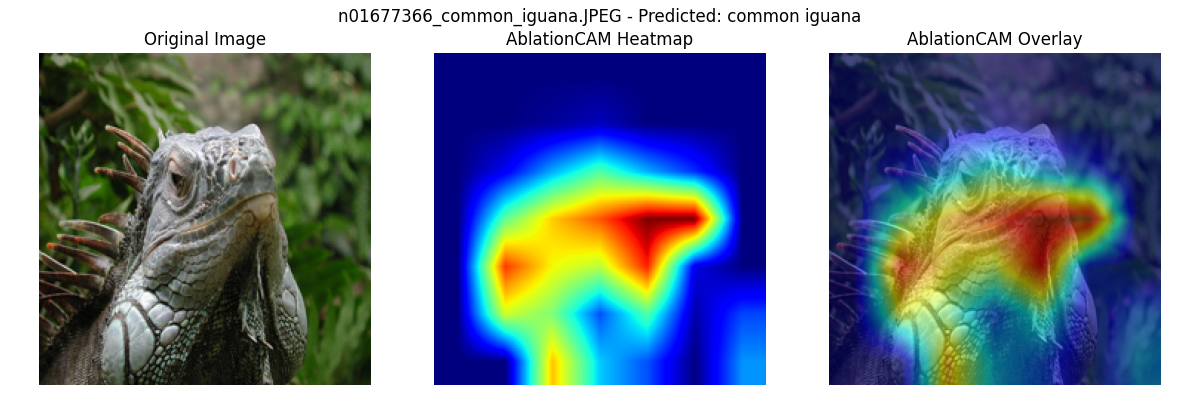 n01677366_common_iguana.JPEG - Predicted: common iguana
Original Image
AblationCAM Heatmap
AblationCAM Overlay